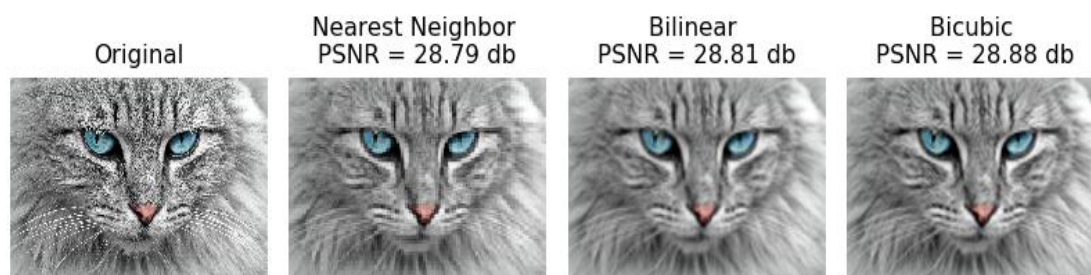 Original
Nearest Neighbor
PSNR = 28.79 db
Bilinear
PSNR = 28.81 db
Bicubic
PSNR = 28.88 db